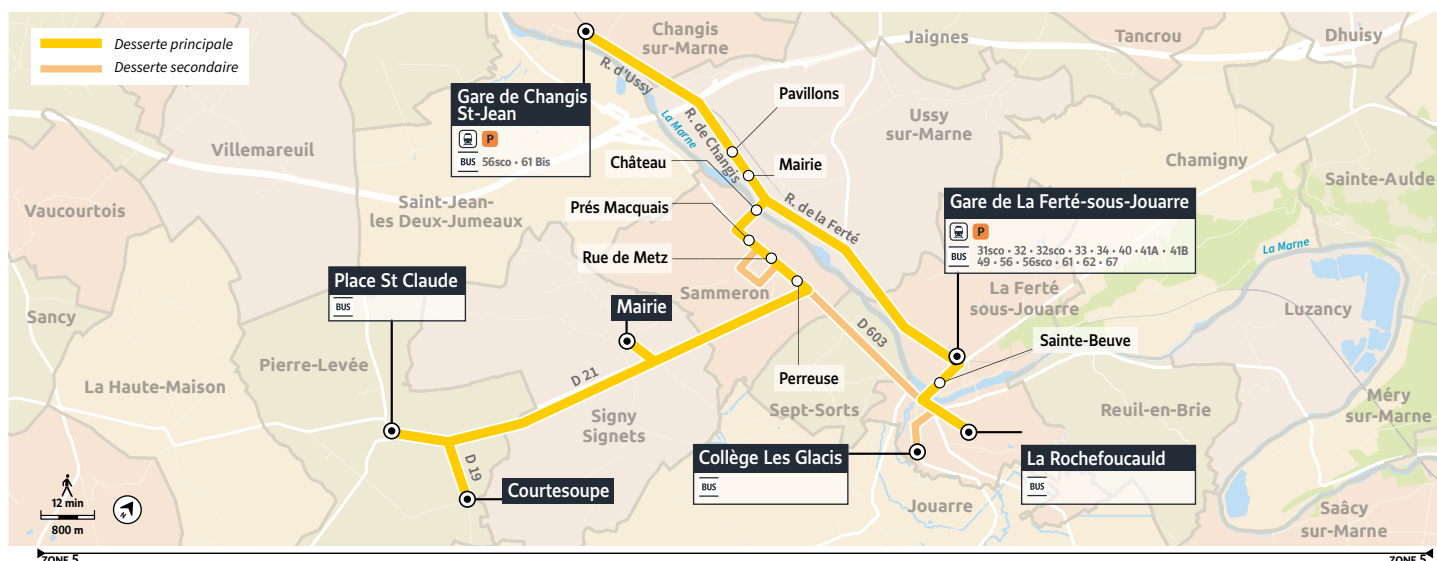 Desserte principale
Desserte secondaire
Changis
sur-Marne
Jaignes
Tancrou
Dhuisy
R. d'Ussy
Gare de Changis
St-Jean
P
BUS 56sco • 61 Bis
La Marne
R. de Changis
Pavillons
Ussy
sur-Marne
Villemareuil
Château
Mairie
Chamigny
Sainte-Aulde
Saint-Jean-
les Deux-Jumeaux
Vaucourtois
Prés Macquais
R. de la Ferté
Gare de La Ferté-sous-Jouarre
P
BUS 31sco • 32 • 32sco • 33 • 34 • 40 • 41A • 41B
49 • 56 • 56sco • 61 • 62 • 67
La Marne
Rue de Metz
Place St Claude
BUS
Sammeron
Mairie
La Ferté
sous-Jouarre
Luzancy
Sancy
D 603
Sainte-Beuve
Pierre-Levée
La Haute-Maison
D 21
Perreuse
Signy
Signets
Sept-Sorts
Reuil-en-Brie
Méry
sur-Marne
D 19
Collège Les Glacis
BUS
La Rochefoucauld
BUS
Courtesoupe
Jouarre
Saâcy
sur-Marne
12 min
800 m
N
ZONE 5
ZONE 5